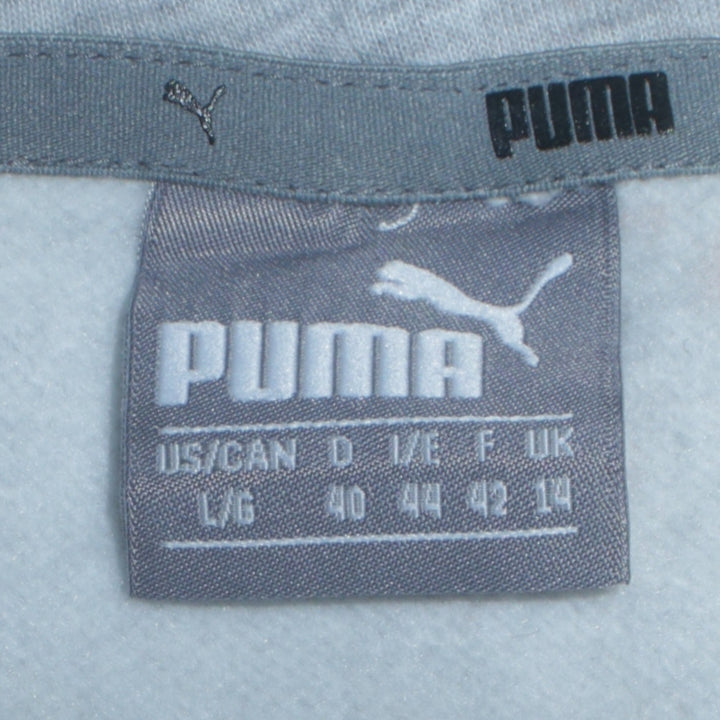 PUMA
PUMA
US/CAN D I/E F UK
L/G 40 44 42 14